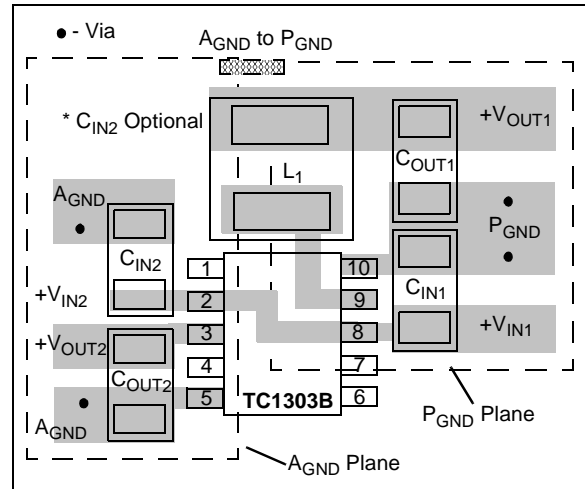 ● - Via
AGND to PGND
* CIN2 Optional
+VOUT1
COUT1
L1
AGND
PGND
CIN2
CIN1
1
10
+VIN2
2
9
+VOUT2
3
8
+VIN1
COUT2
4
7
5
TC1303B
6
AGND
PGND Plane
AGND Plane